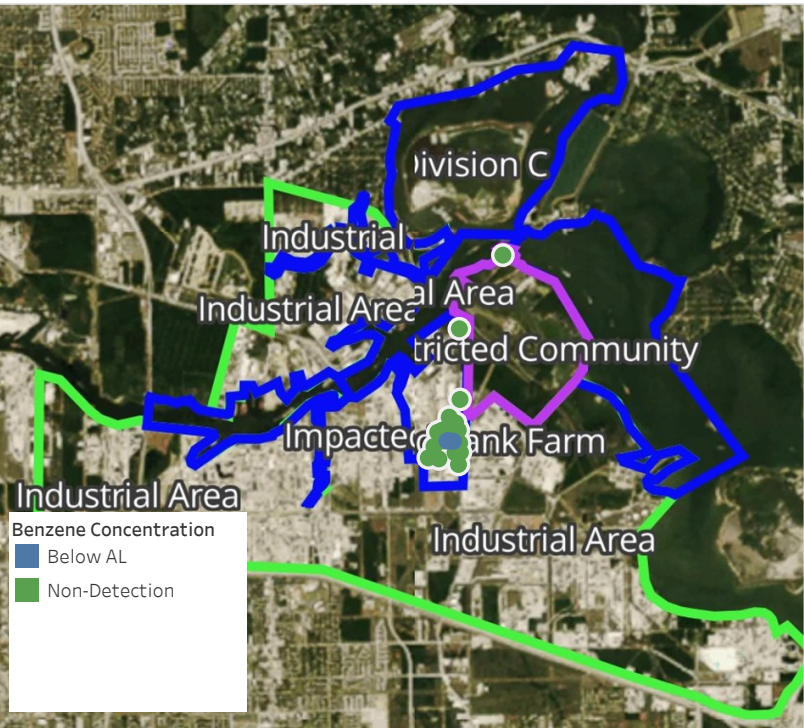 Division C
Industrial
al Area
Industrial Area
tricted Community
Impacted
ank Farm
Industrial Area
Industrial Area
Benzene Concentration
Below AL
Non-Detection